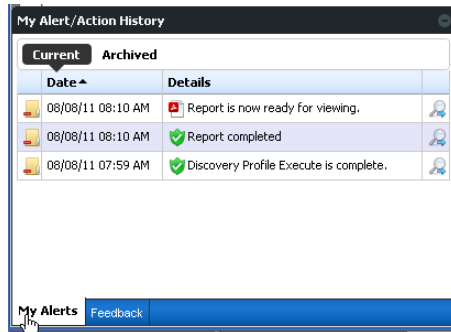 My Alert/Action History
Current Archived
Date Details
08/08/11 08:10 AM Report is now ready for viewing.
08/08/11 08:10 AM Report completed
08/08/11 07:59 AM Discovery Profile Execute is complete.
My Alerts Feedback